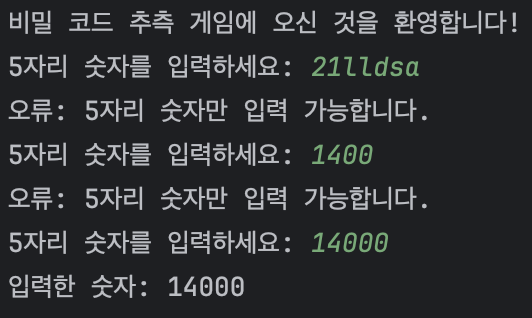 비밀 코드 추측 게임에 오신 것을 환영합니다!
5자리 숫자를 입력하세요: 21lldsa
오류: 5자리 숫자만 입력 가능합니다.
5자리 숫자를 입력하세요: 1400
오류: 5자리 숫자만 입력 가능합니다.
5자리 숫자를 입력하세요: 14000
입력한 숫자: 14000